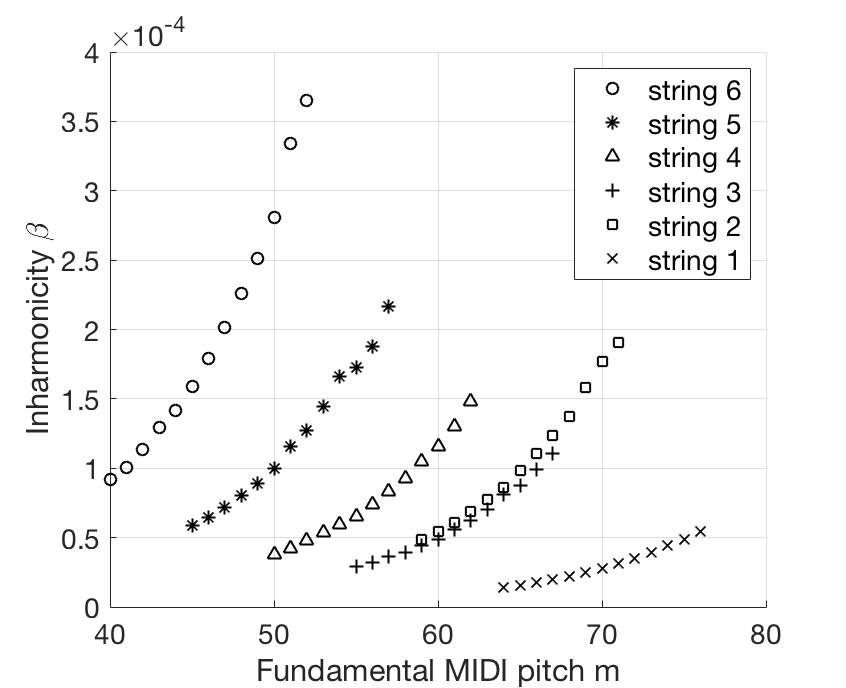 ×10⁻⁴
4
3.5
3
2.5
2
1.5
1
0.5
0
40 50 60 70 80
Inharmonicity β
Fundamental MIDI pitch m
string 6
string 5
string 4
string 3
string 2
string 1